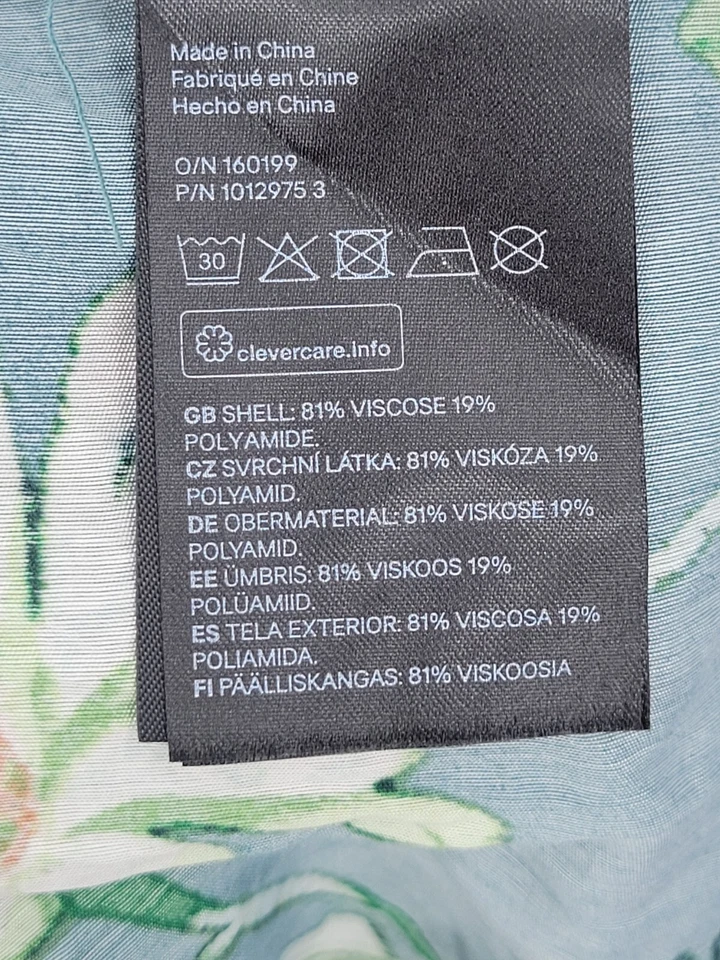 Made in China
Fabriqué en Chine
Hecho en China
O/N 160199
P/N 1012975 3
30
clevercare.info
GB SHELL: 81% VISCOSE 19%
POLYAMIDE.
CZ SVRCHNÍ LÁTKA: 81% VISKÓZA 19%
POLYAMID.
DE OBERMATERIAL: 81% VISKOSE 19%
POLYAMID.
EE ÜMBRIS: 81% VISKOOS 19%
POLÜAMIID.
ES TELA EXTERIOR: 81% VISCOSA 19%
POLIAMIDA.
FI PÄÄLLISKANGAS: 81% VISKOOSIA